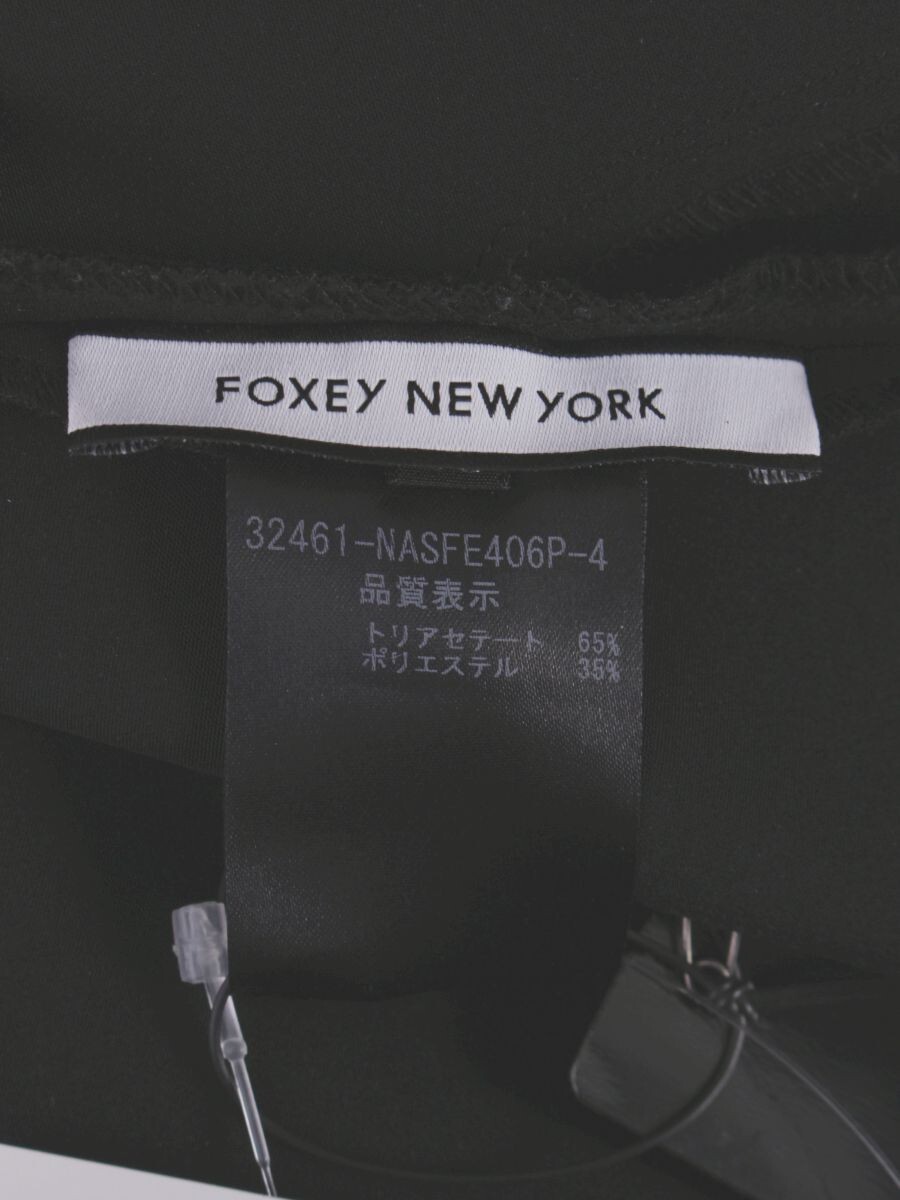 FOXEY NEW YORK
32461-NASFE406P-4
品質表示
トリアセテート 65%
ポリエステル 35%